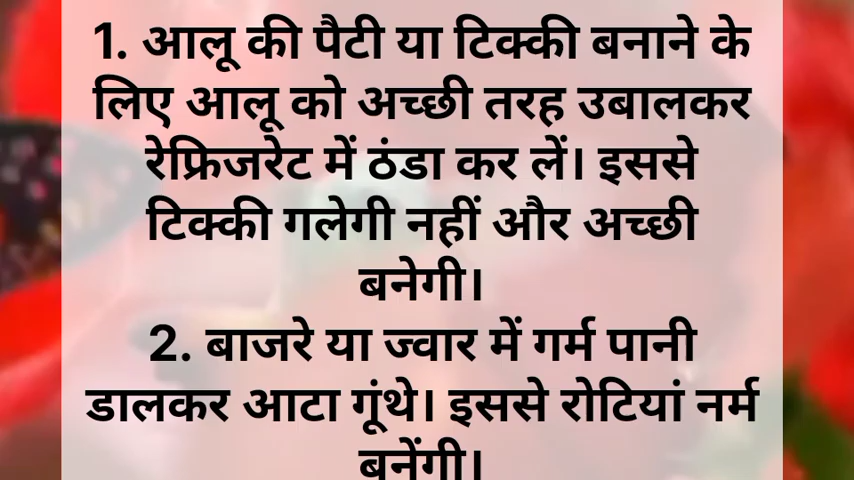 1. आलू की पैटी या टिक्की बनाने के
लिए आलू को अच्छी तरह उबालकर
रेफ्रिजरेट में ठंडा कर लें। इससे
टिक्की गलेगी नहीं और अच्छी
बनेगी।
2. बाजरे या ज्वार में गर्म पानी
डालकर आटा गूंथे। इससे रोटियां नर्म
बनेंगी।